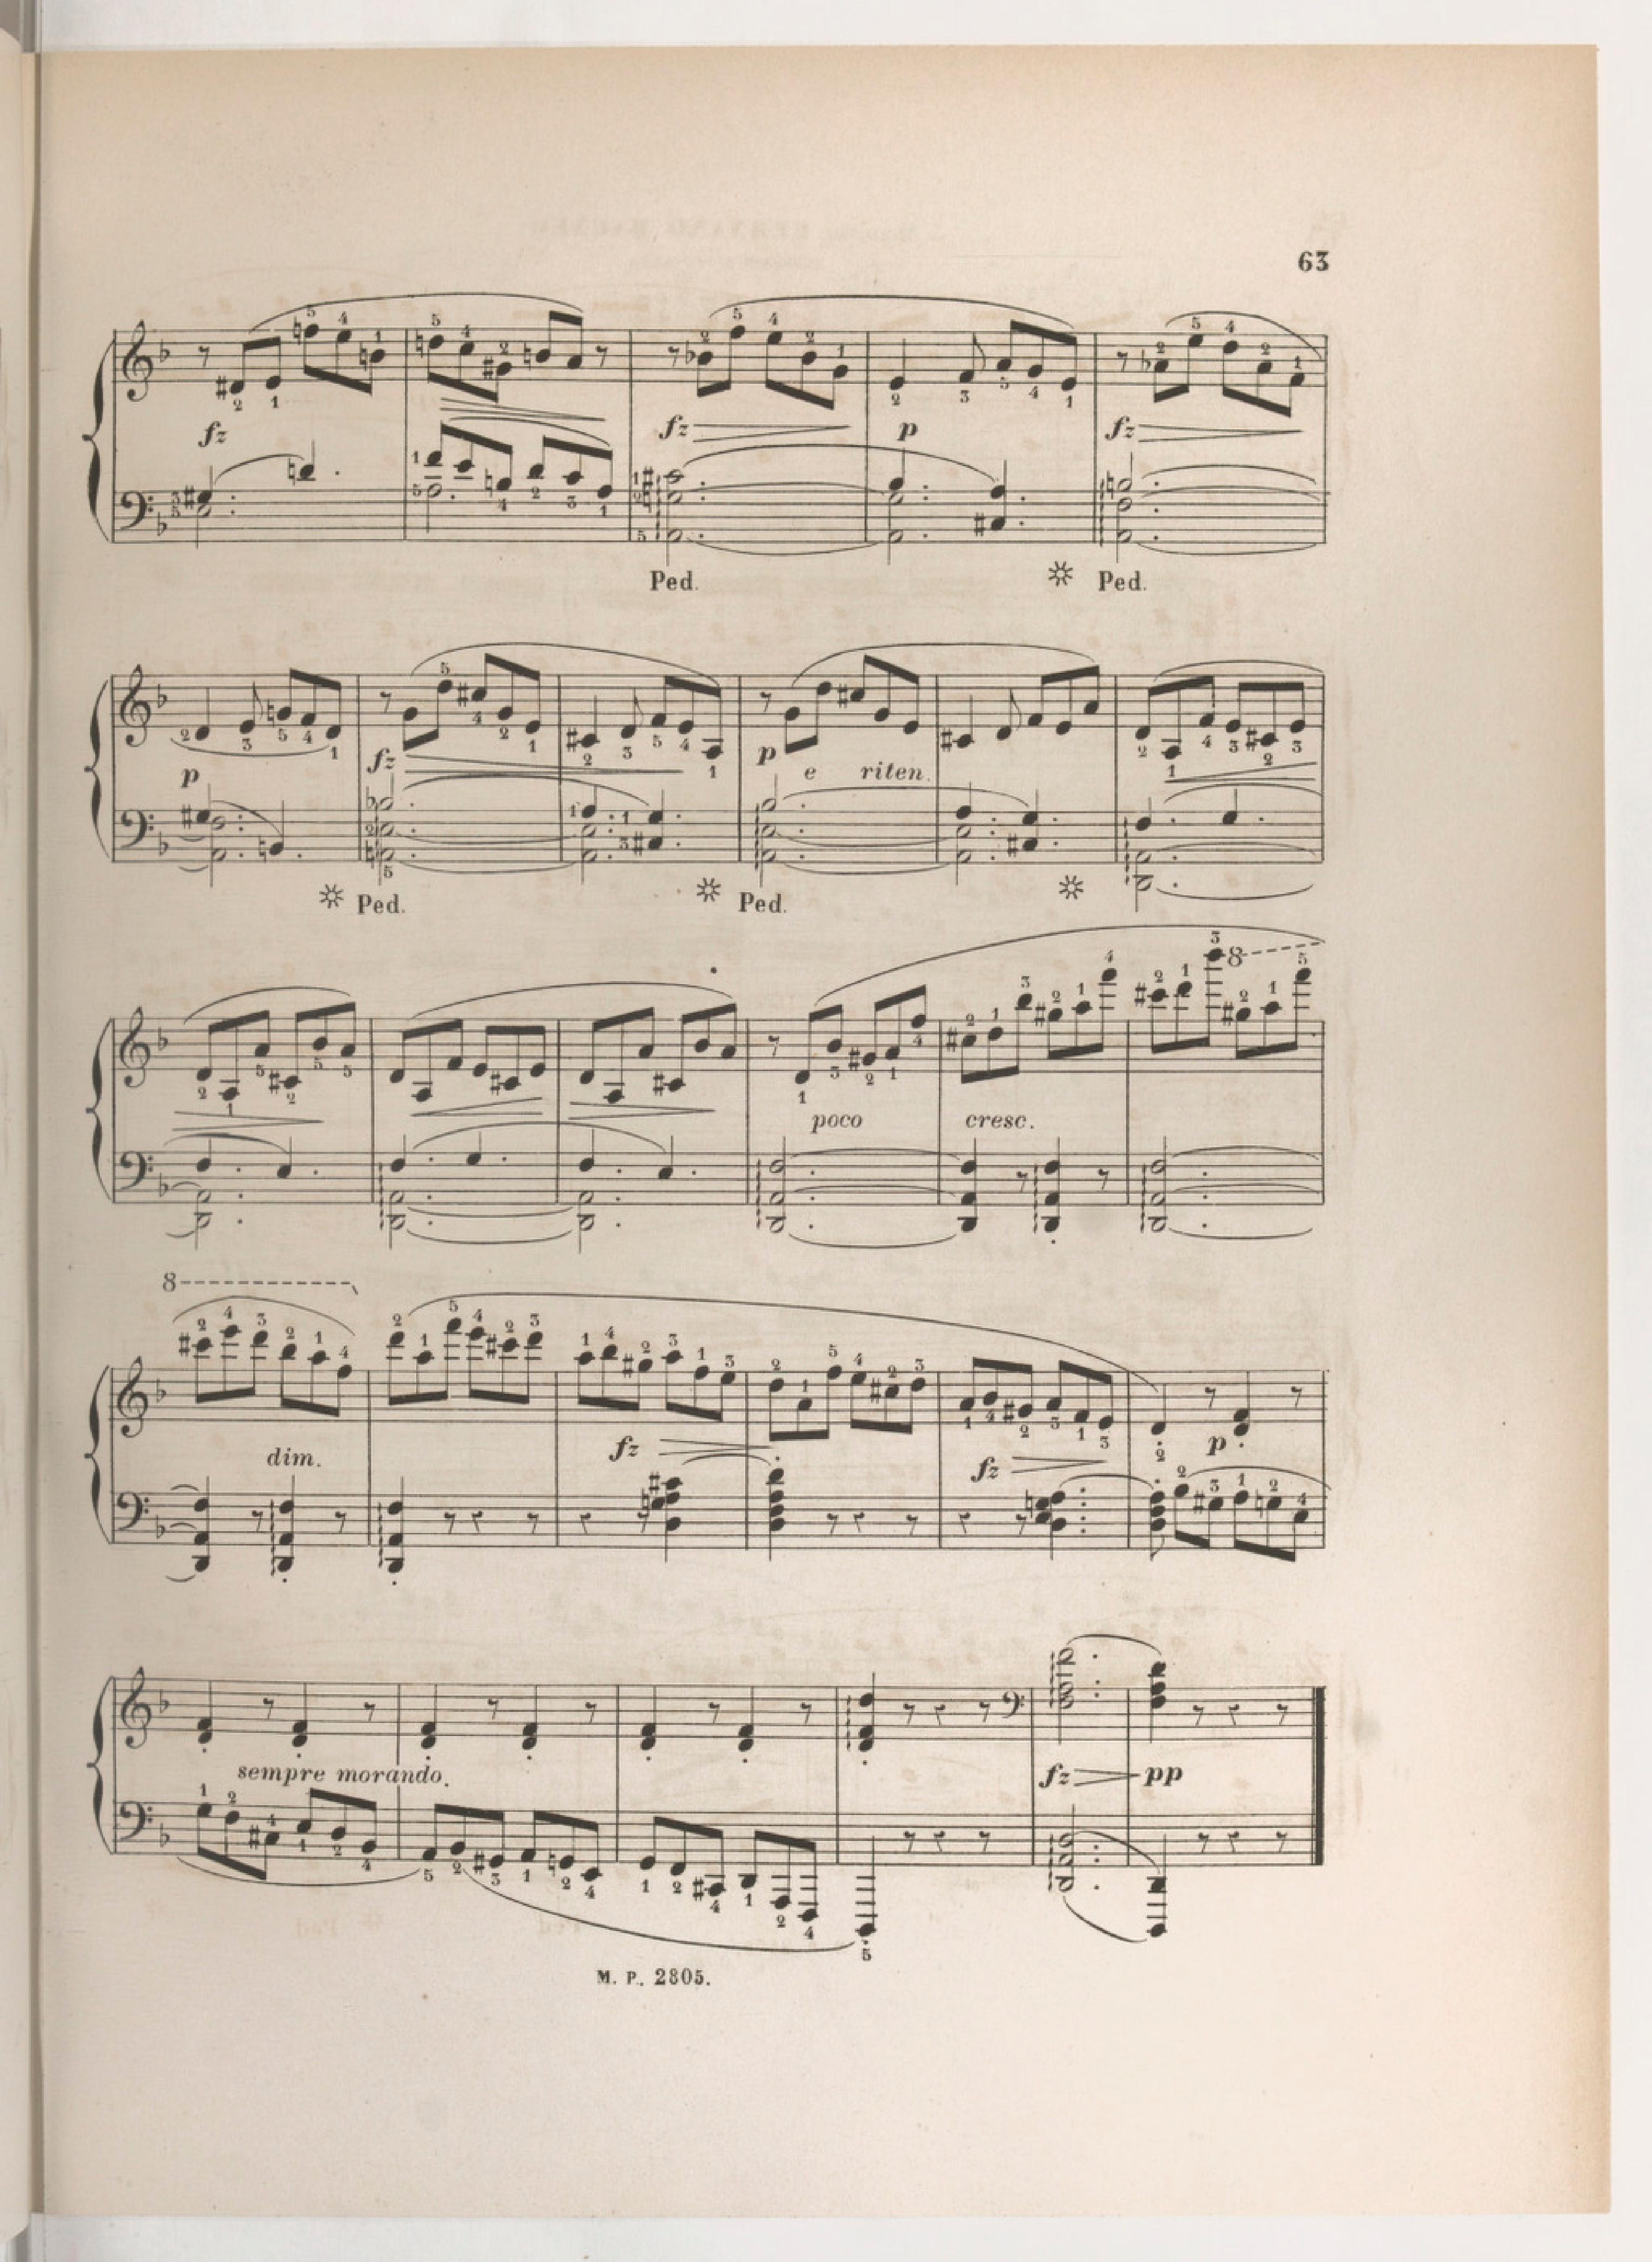 63
fz fz p fz
Ped. Ped.
p fz p e riten.
Ped. Ped.
8
poco cresc.
8
dim. fz fz p
sempre morando.
fz pp
M. P. 2805.